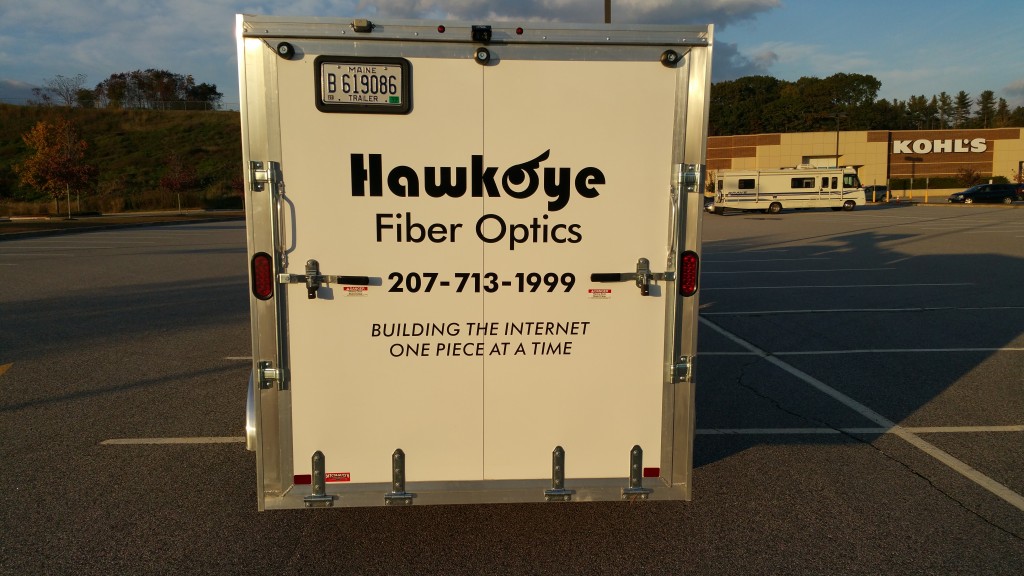 MAINE
B 619086
TRAILER
Hawkeye
Fiber Optics
207-713-1999
BUILDING THE INTERNET
ONE PIECE AT A TIME
KOHL'S